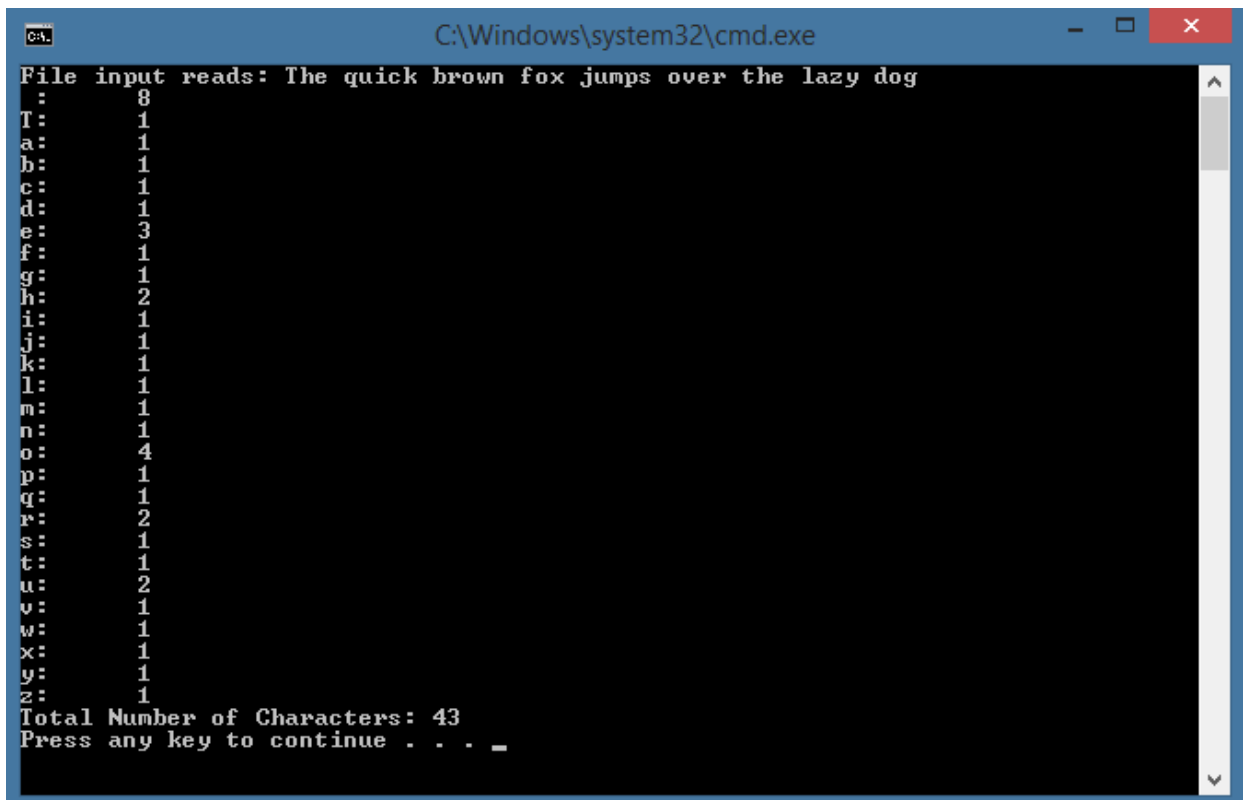 C:\Windows\system32\cmd.exe
File input reads: The quick brown fox jumps over the lazy dog
 :      8
T:      1
a:      1
b:      1
c:      1
d:      1
e:      3
f:      1
g:      1
h:      2
i:      1
j:      1
k:      1
l:      1
m:      1
n:      1
o:      4
p:      1
q:      1
r:      2
s:      1
t:      1
u:      2
v:      1
w:      1
x:      1
y:      1
z:      1
Total Number of Characters: 43
Press any key to continue . . . _